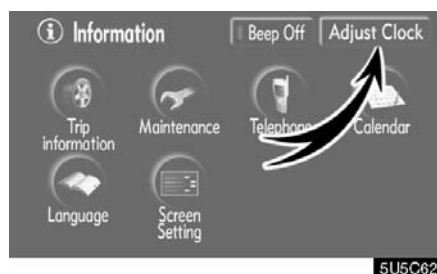 i Information Beep Off Adjust Clock
Trip
information
Maintenance
Telephone
Calendar
Language
Screen
Setting
5U5C62